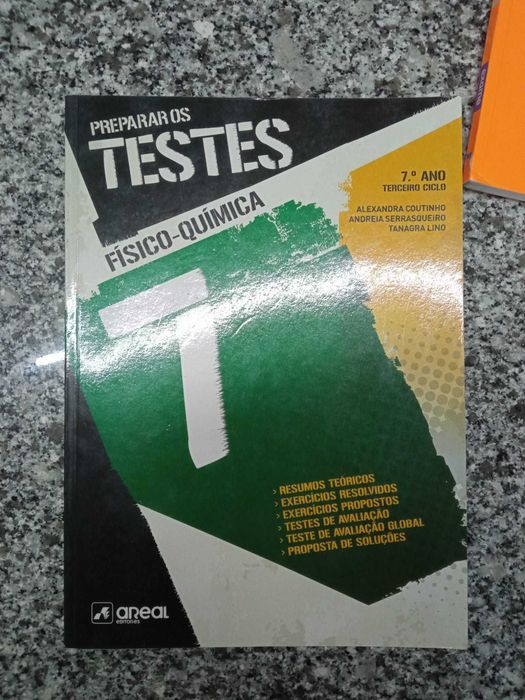 PREPARAR OS
TESTES
FÍSICO-QUÍMICA
7.º ANO
TERCEIRO CICLO
ALEXANDRA COUTINHO
ANDREIA SERRASQUEIRO
TANAGRA LINO
7
› RESUMOS TEÓRICOS
› EXERCÍCIOS RESOLVIDOS
› EXERCÍCIOS PROPOSTOS
› TESTES DE AVALIAÇÃO
› TESTE DE AVALIAÇÃO GLOBAL
› PROPOSTA DE SOLUÇÕES
areal
editores